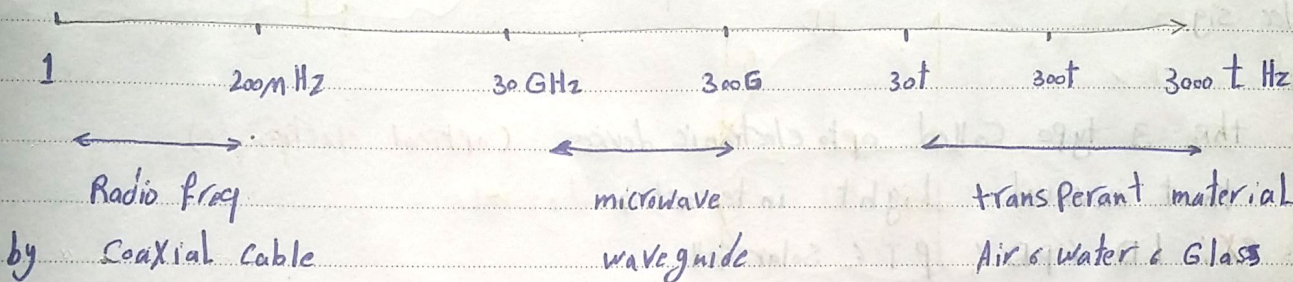 1 200m Hz 30 GHz 300G 30t 300t 3000 t Hz
Radio freq microwave transperant material
by Coaxial Cable waveguide Air & water & Glass